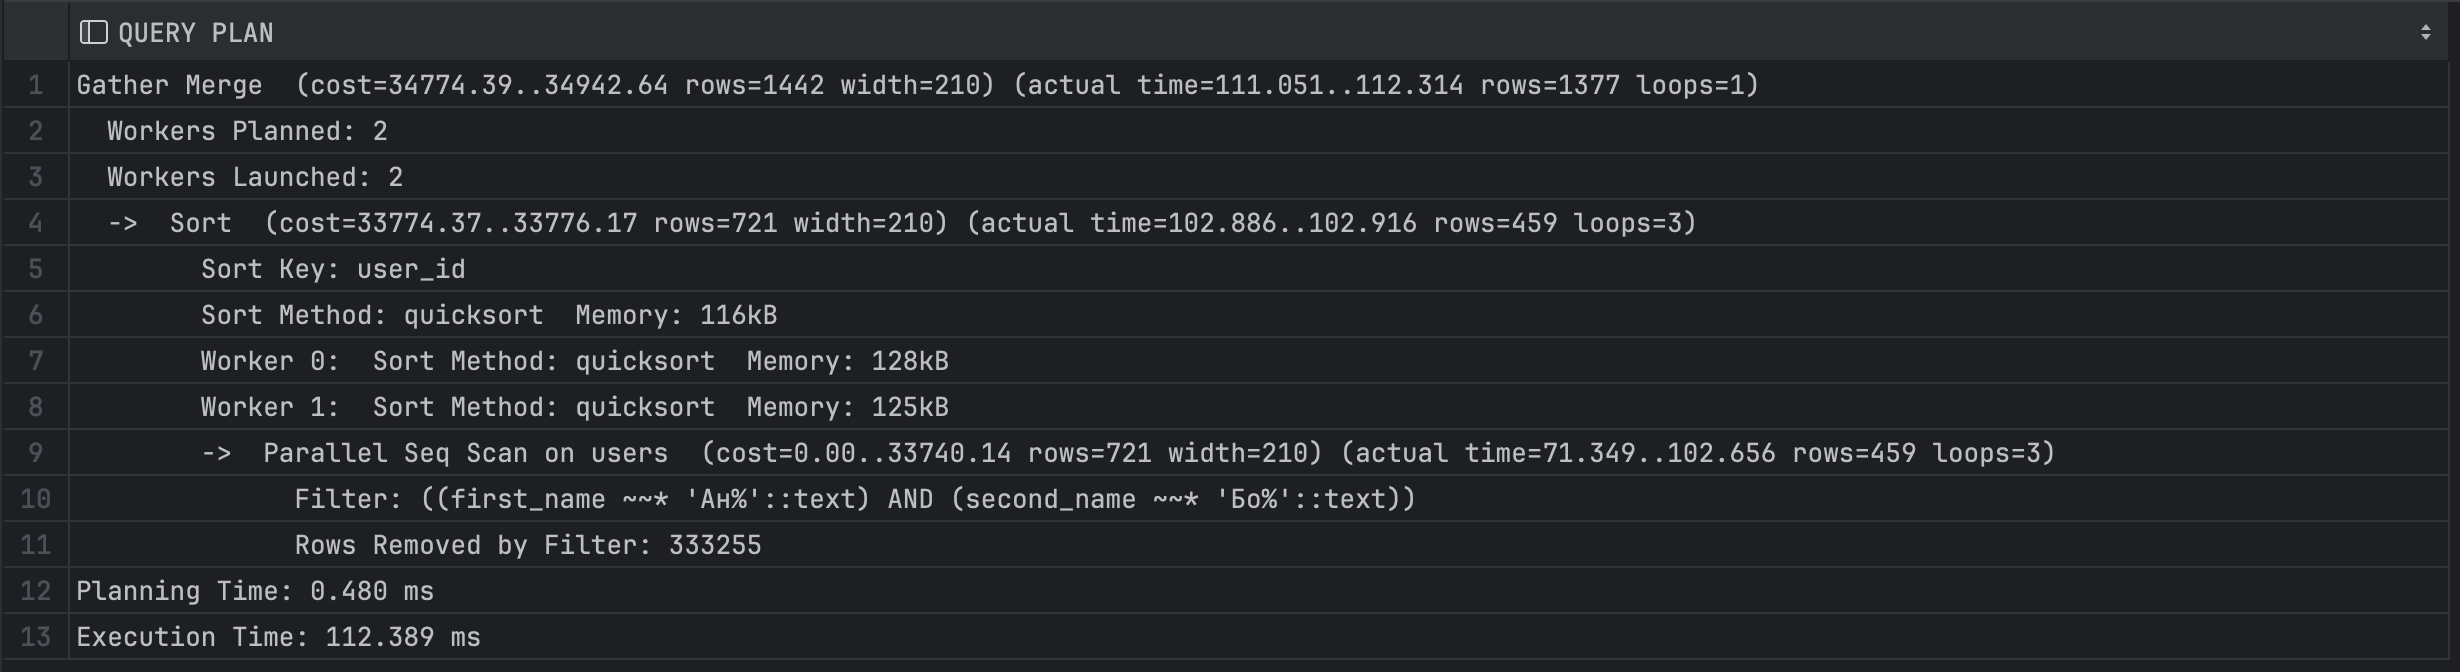 QUERY PLAN
1 Gather Merge  (cost=34774.39..34942.64 rows=1442 width=210) (actual time=111.051..112.314 rows=1377 loops=1)
2   Workers Planned: 2
3   Workers Launched: 2
4   ->  Sort  (cost=33774.37..33776.17 rows=721 width=210) (actual time=102.886..102.916 rows=459 loops=3)
5         Sort Key: user_id
6         Sort Method: quicksort  Memory: 116kB
7         Worker 0:  Sort Method: quicksort  Memory: 128kB
8         Worker 1:  Sort Method: quicksort  Memory: 125kB
9         ->  Parallel Seq Scan on users  (cost=0.00..33740.14 rows=721 width=210) (actual time=71.349..102.656 rows=459 loops=3)
10               Filter: ((first_name ~~* 'Ан%'::text) AND (second_name ~~* 'Бо%'::text))
11               Rows Removed by Filter: 333255
12 Planning Time: 0.480 ms
13 Execution Time: 112.389 ms